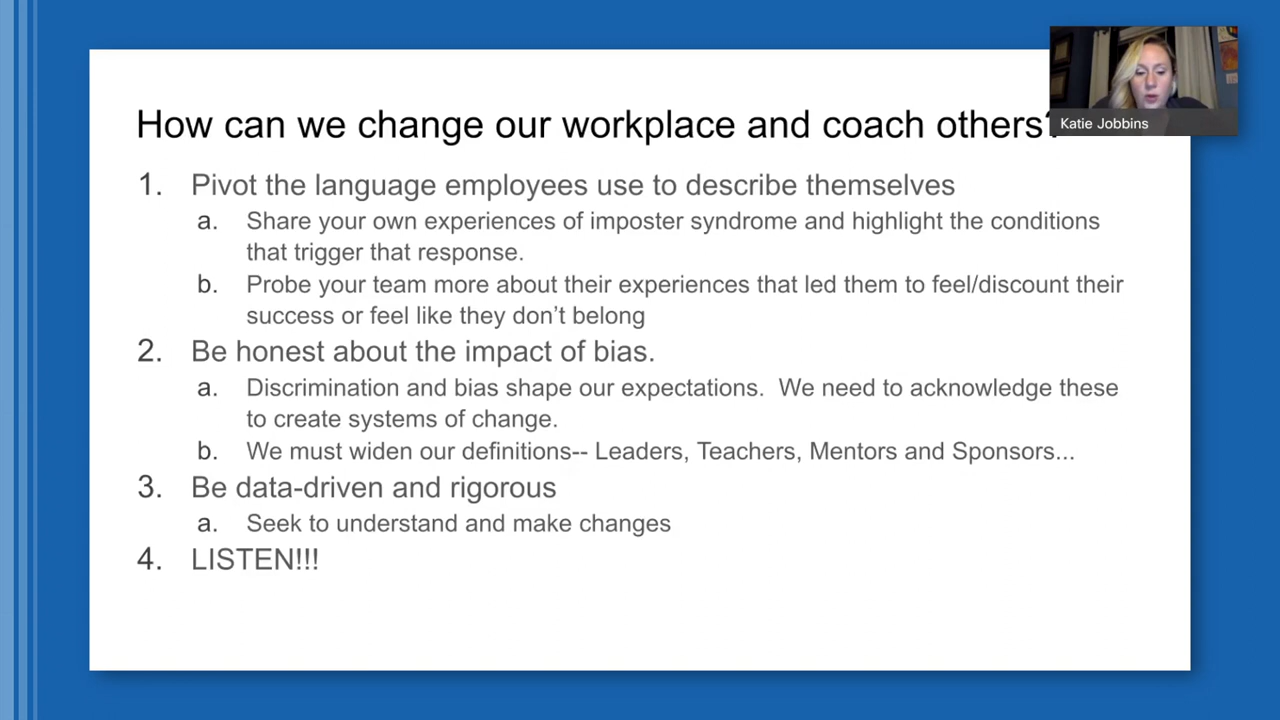 How can we change our workplace and coach others?
Katie Jobbins
1. Pivot the language employees use to describe themselves
a. Share your own experiences of imposter syndrome and highlight the conditions
that trigger that response.
b. Probe your team more about their experiences that led them to feel/discount their
success or feel like they don’t belong
2. Be honest about the impact of bias.
a. Discrimination and bias shape our expectations.  We need to acknowledge these
to create systems of change.
b. We must widen our definitions-- Leaders, Teachers, Mentors and Sponsors...
3. Be data-driven and rigorous
a. Seek to understand and make changes
4. LISTEN!!!